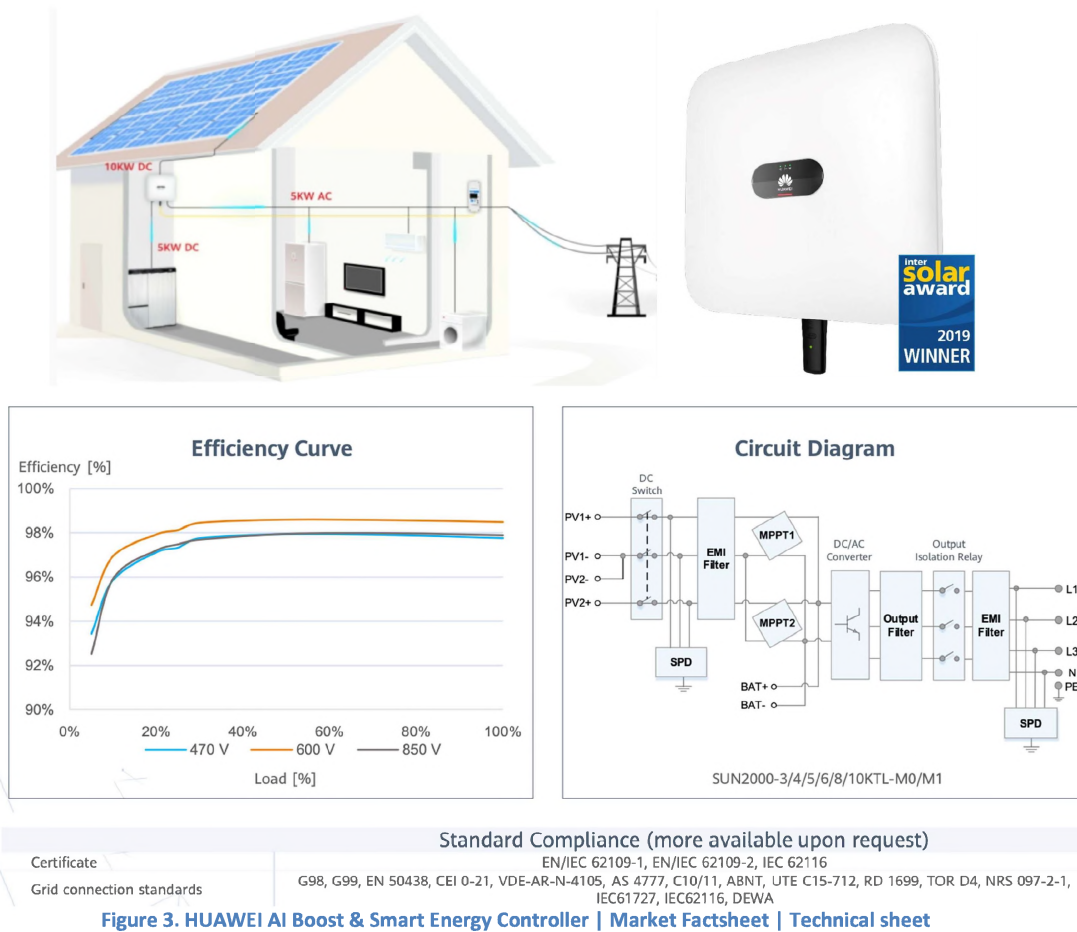 10KW DC
5KW AC
5KW DC
HUAWEI
inter
solar
award
2019
WINNER
Efficiency Curve
Efficiency [%]
100%
98%
96%
94%
92%
90%
0% 20% 40% 60% 80% 100%
470 V 600 V 850 V
Load [%]
Circuit Diagram
DC
Switch
PV1+
PV1-
PV2-
PV2+
EMI
Filter
MPPT1
MPPT2
SPD
BAT+
BAT-
DC/AC
Converter
Output
Filter
Output
Isolation Relay
EMI
Filter
L1
L2
L3
N
PE
SPD
SUN2000-3/4/5/6/8/10KTL-M0/M1
Standard Compliance (more available upon request)
Certificate EN/IEC 62109-1, EN/IEC 62109-2, IEC 62116
Grid connection standards G98, G99, EN 50438, CEI 0-21, VDE-AR-N-4105, AS 4777, C10/11, ABNT, UTE C15-712, RD 1699, TOR D4, NRS 097-2-1,
IEC61727, IEC62116, DEWA
Figure 3. HUAWEI AI Boost & Smart Energy Controller | Market Factsheet | Technical sheet